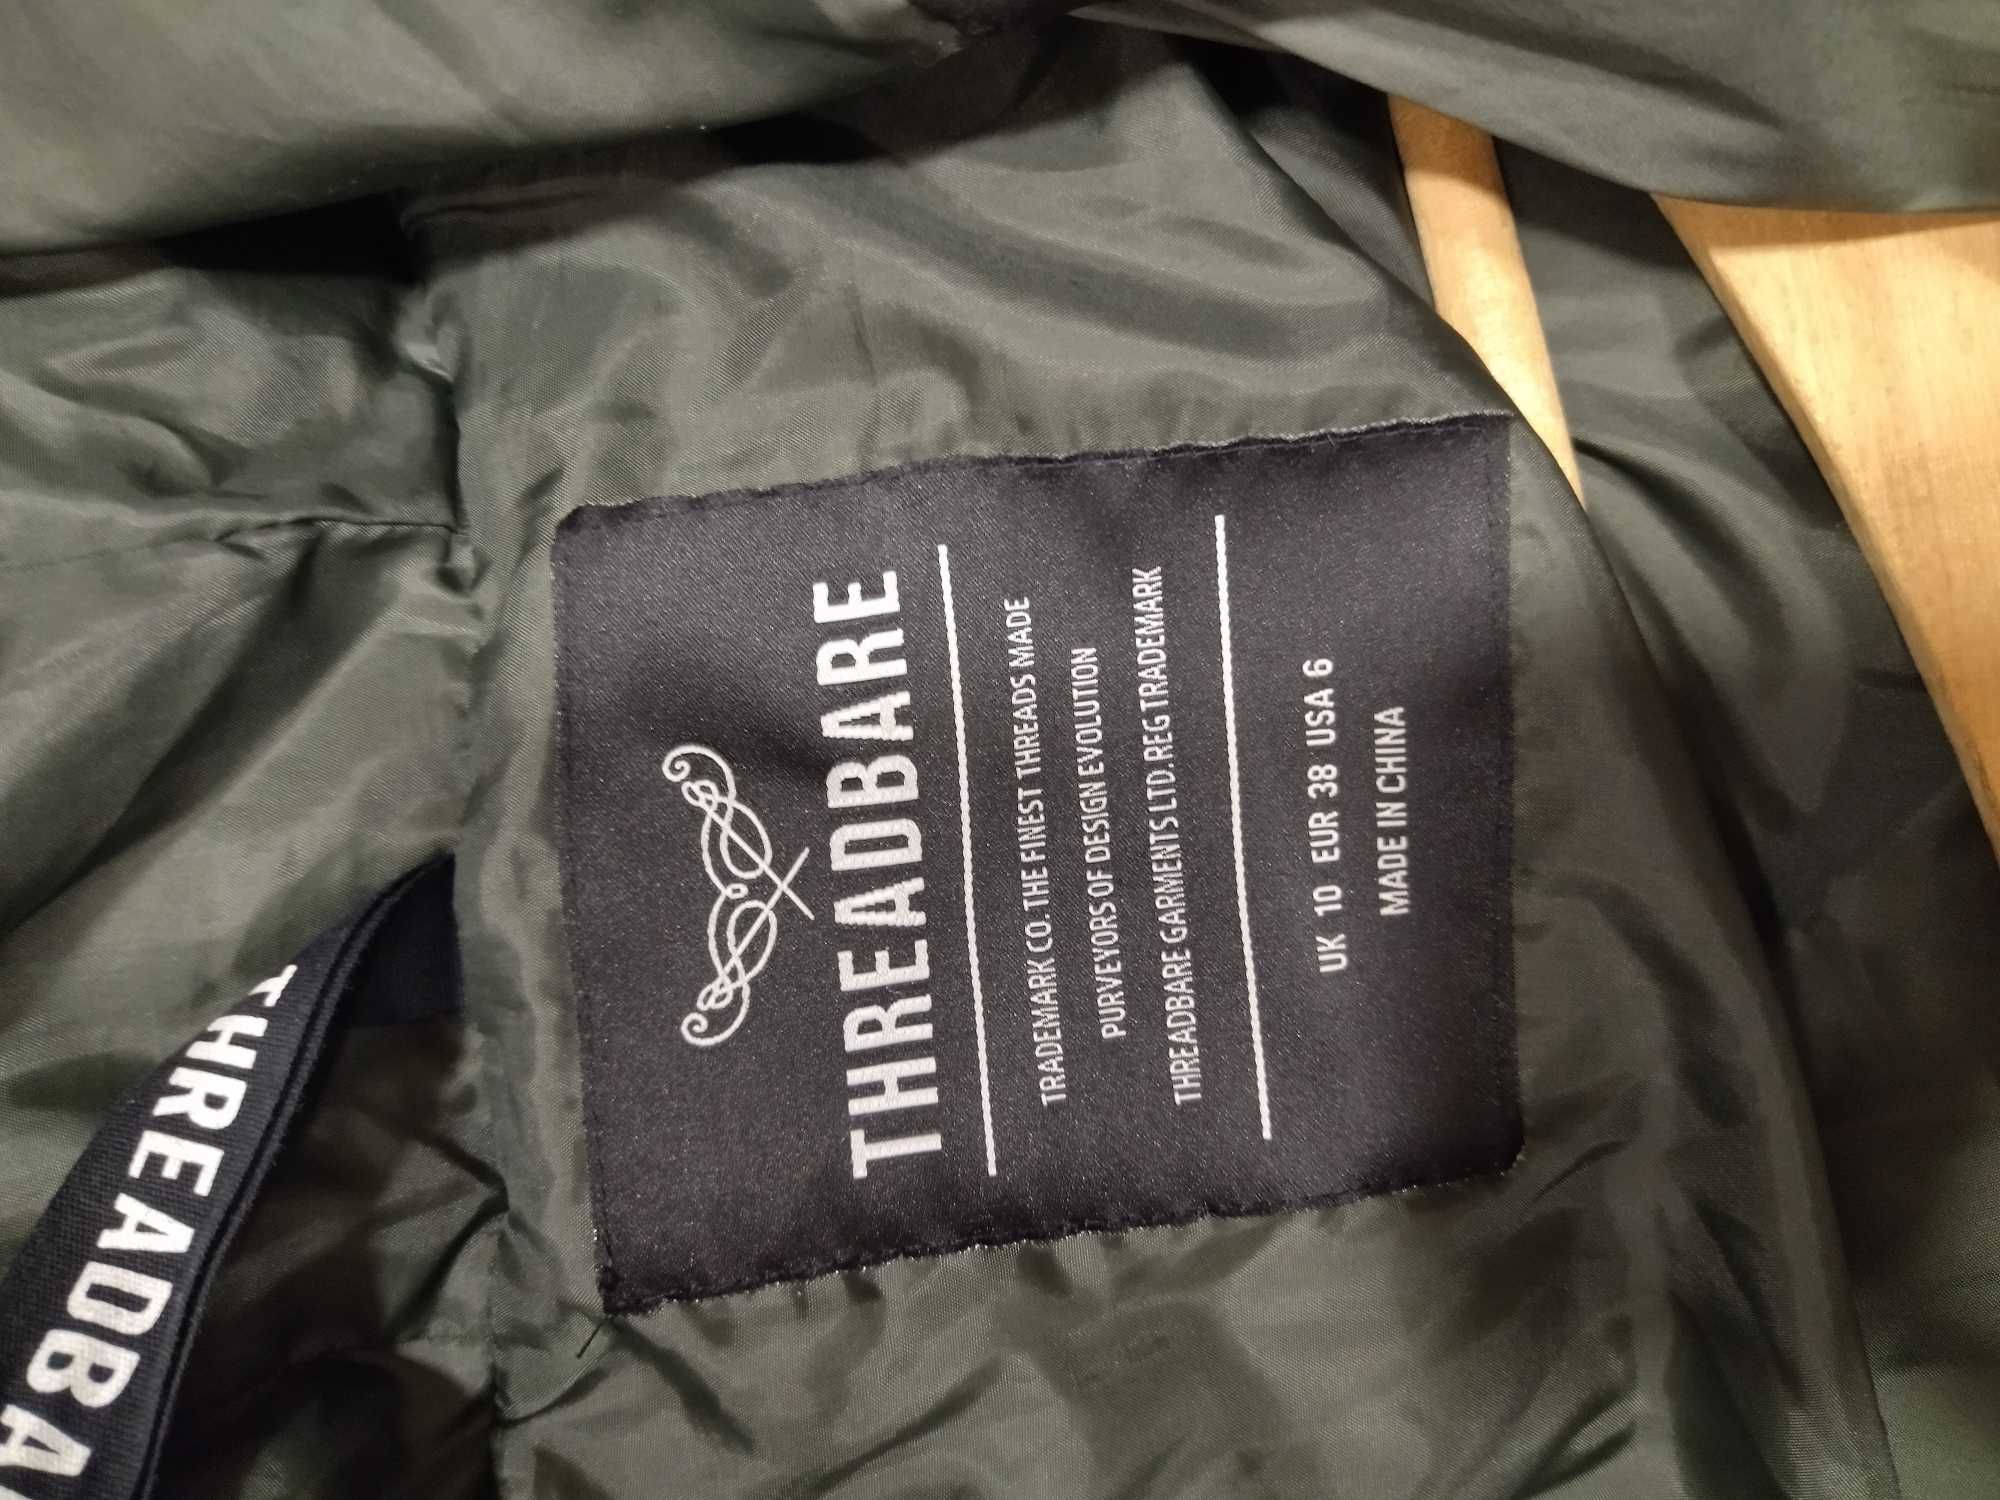 THREADBARE
TRADEMARK CO. THE FINEST THREADS MADE
PURVEYORS OF DESIGN EVOLUTION
THREADBARE GARMENTS LTD. REG TRADEMARK
UK 10 EUR 38 USA 6
MADE IN CHINA
THREADBA